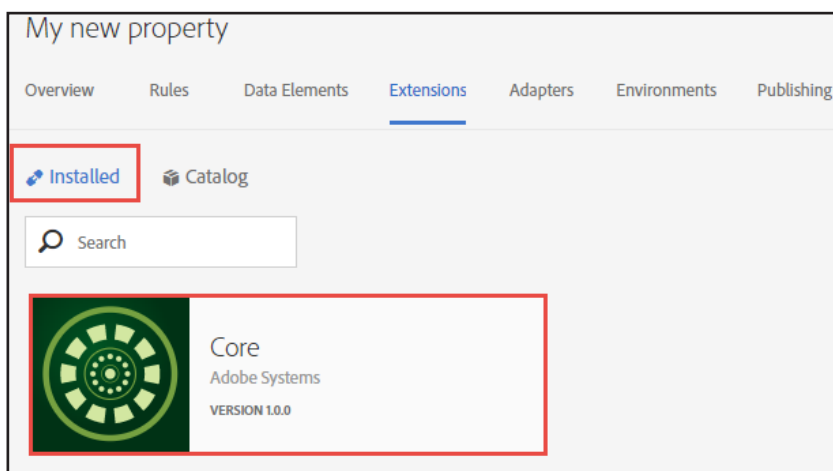 My new property
Overview Rules Data Elements Extensions Adapters Environments Publishing
Installed Catalog
Search
Core
Adobe Systems
VERSION 1.0.0